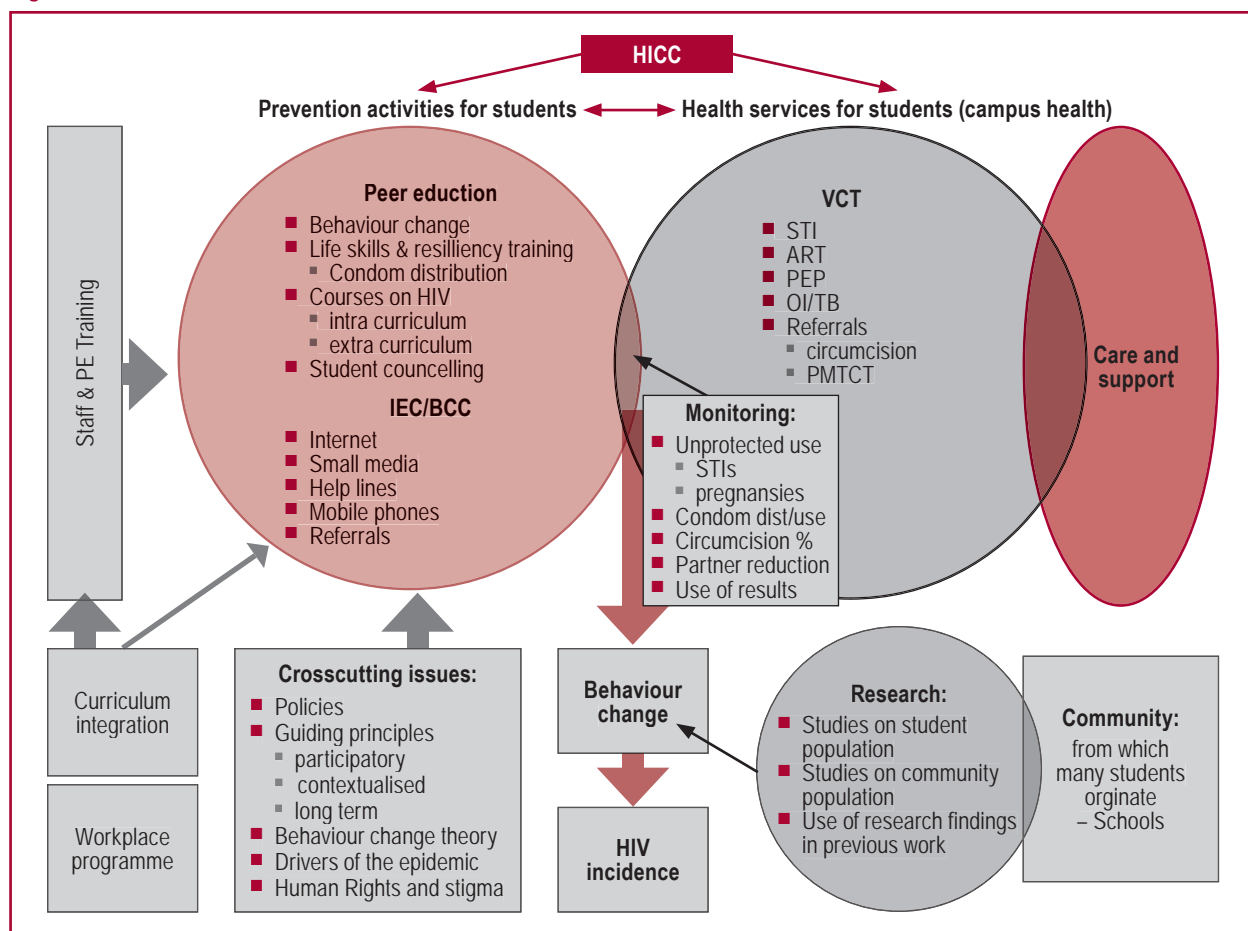 HICC
Prevention activities for students
Health services for students (campus health)
Staff & PE Training
Peer eduction
Behaviour change
Life skills & resilliency training
Condom distribution
Courses on HIV
intra curriculum
extra curriculum
Student councelling
IEC/BCC
Internet
Small media
Help lines
Mobile phones
Referrals
VCT
STI
ART
PEP
OI/TB
Referrals
circumcision
PMTCT
Care and
support
Monitoring:
Unprotected use
STIs
pregnansies
Condom dist/use
Circumcision %
Partner reduction
Use of results
Curriculum
integration
Workplace
programme
Crosscutting issues:
Policies
Guiding principles
participatory
contextualised
long term
Behaviour change theory
Drivers of the epidemic
Human Rights and stigma
Behaviour
change
HIV
incidence
Research:
Studies on student
population
Studies on community
population
Use of research findings
in previous work
Community:
from which
many students
orginate
– Schools